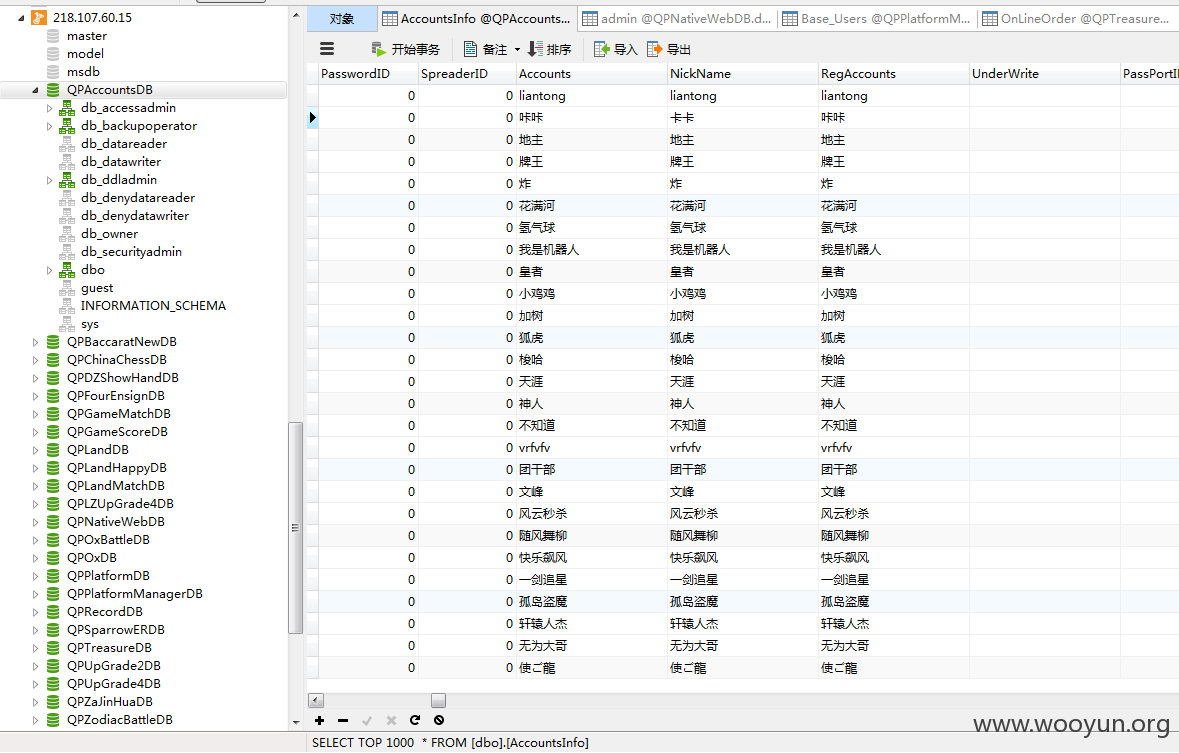 218.107.60.15
master
model
msdb
QPAccountsDB
db_accessadmin
db_backupoperator
db_datareader
db_datawriter
db_ddladmin
db_denydatareader
db_denydatawriter
db_owner
db_securityadmin
dbo
guest
INFORMATION_SCHEMA
sys
QPBaccaratNewDB
QPChinaChessDB
QPDZShowHandDB
QPFourEnsignDB
QPGameMatchDB
QPGameScoreDB
QPLandDB
QPLandHappyDB
QPLandMatchDB
QPLZUpGrade4DB
QPNativeWebDB
QPOxBattleDB
QPOxDB
QPPlatformDB
QPPlatformManagerDB
QPRecordDB
QPSparrowERDB
QPTreasureDB
QPUpGrade2DB
QPUpGrade4DB
QPZaJinHuaDB
QPZodiacBattleDB
对象 AccountsInfo @QPAccounts... admin @QPNativeWebDB.d... Base_Users @QPPlatformM... OnLineOrder @QPTreasure...
开始事务 备注 排序 导入 导出
PasswordID SpreaderID Accounts NickName RegAccounts UnderWrite PassPortI
0 0 liantong liantong liantong
0 0 咔咔 卡卡 咔咔
0 0 地主 地主 地主
0 0 牌王 牌王 牌王
0 0 炸 炸 炸
0 0 花满河 花满河 花满河
0 0 氢气球 氢气球 氢气球
0 0 我是机器人 我是机器人 我是机器人
0 0 皇者 皇者 皇者
0 0 小鸡鸡 小鸡鸡 小鸡鸡
0 0 加树 加树 加树
0 0 狐虎 狐虎 狐虎
0 0 梭哈 梭哈 梭哈
0 0 天涯 天涯 天涯
0 0 神人 神人 神人
0 0 不知道 不知道 不知道
0 0 vrfvfv vrfvfv vrfvfv
0 0 团干部 团干部 团干部
0 0 文峰 文峰 文峰
0 0 风云秒杀 风云秒杀 风云秒杀
0 0 随风舞柳 随风舞柳 随风舞柳
0 0 快乐飙风 快乐飙风 快乐飙风
0 0 一剑追星 一剑追星 一剑追星
0 0 孤岛盗魔 孤岛盗魔 孤岛盗魔
0 0 轩辕人杰 轩辕人杰 轩辕人杰
0 0 无为大哥 无为大哥 无为大哥
0 0 使ご龍 使ご龍 使ご龍
www.wooyun.org
SELECT TOP 1000 * FROM [dbo].[AccountsInfo]